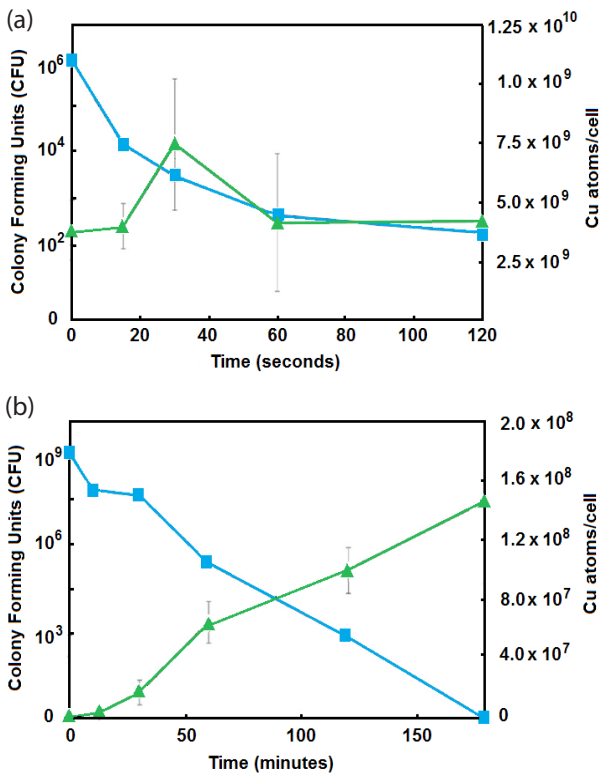 (a)
Colony Forming Units (CFU)
10⁶
10⁴
10²
0
1.25 x 10¹⁰
1.0 x 10⁹
7.5 x 10⁹
5.0 x 10⁹
2.5 x 10⁹
Cu atoms/cell
0 20 40 60 80 100 120
Time (seconds)
(b)
Colony Forming Units (CFU)
10⁹
10⁶
10³
0
2.0 x 10⁸
1.6 x 10⁸
1.2 x 10⁸
8.0 x 10⁷
4.0 x 10⁷
0
Cu atoms/cell
0 50 100 150
Time (minutes)